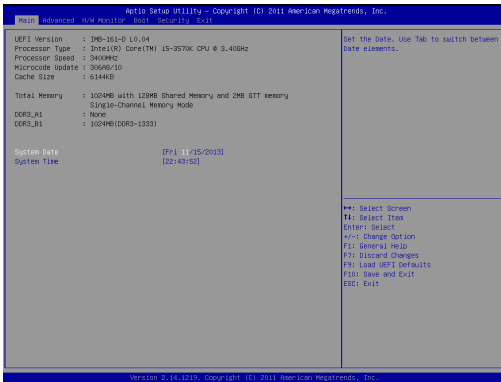 Aptio Setup Utility - Copyright (C) 2011 American Megatrends, Inc.
Main Advanced H/W Monitor Boot Security Exit
UEFI Version : IMB-161-D L0.04
Processor Type : Intel(R) Core(TM) i5-3570K CPU @ 3.40GHz
Processor Speed : 3400MHz
Microcode Update : 306A8/10
Cache Size : 6144KB
Total Memory : 1024MB with 128MB Shared Memory and 2MB GTT memory
Single-Channel Memory Mode
DDR3_A1 : None
DDR3_B1 : 1024MB(DDR3-1333)
System Date [Fri 11/15/2013]
System Time [22:43:52]
Set the Date. Use Tab to switch between
Date elements.
↔: Select Screen
↑↓: Select Item
Enter: Select
+/-: Change Option
F1: General Help
F7: Discard Changes
F9: Load UEFI Defaults
F10: Save and Exit
ESC: Exit
Version 2.14.1219. Copyright (C) 2011 American Megatrends, Inc.